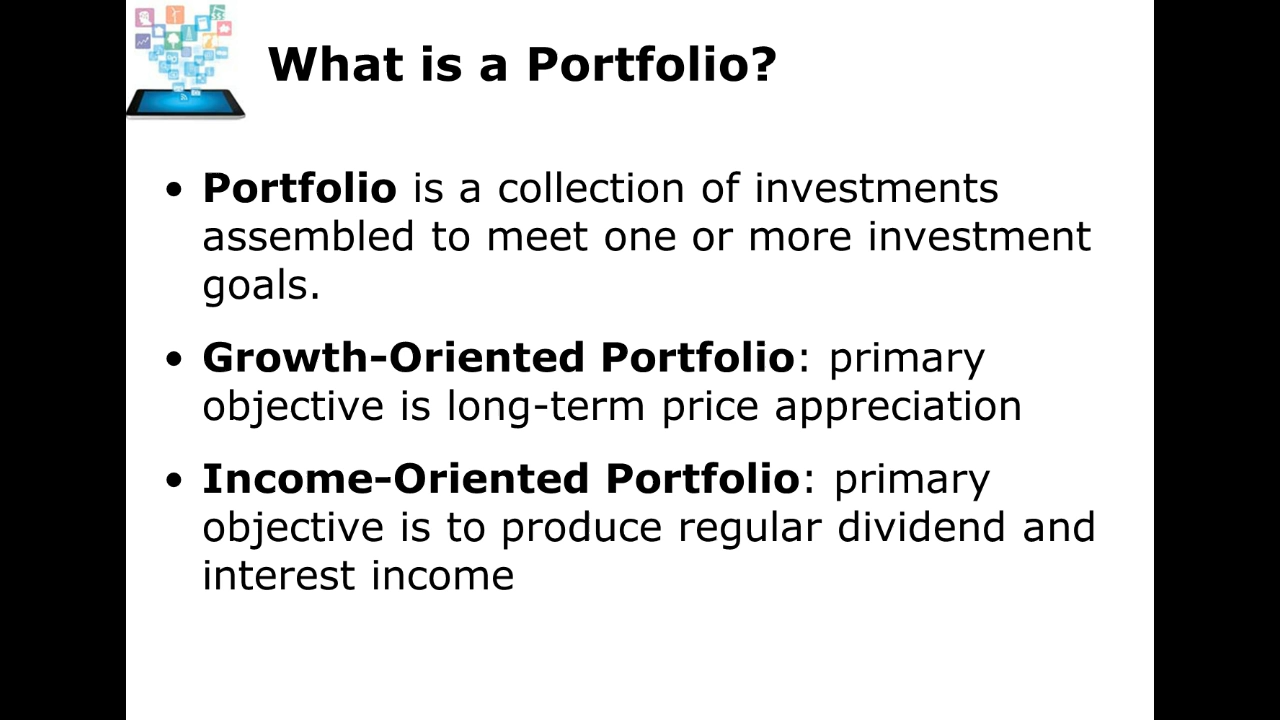 What is a Portfolio?
• Portfolio is a collection of investments
assembled to meet one or more investment
goals.
• Growth-Oriented Portfolio: primary
objective is long-term price appreciation
• Income-Oriented Portfolio: primary
objective is to produce regular dividend and
interest income